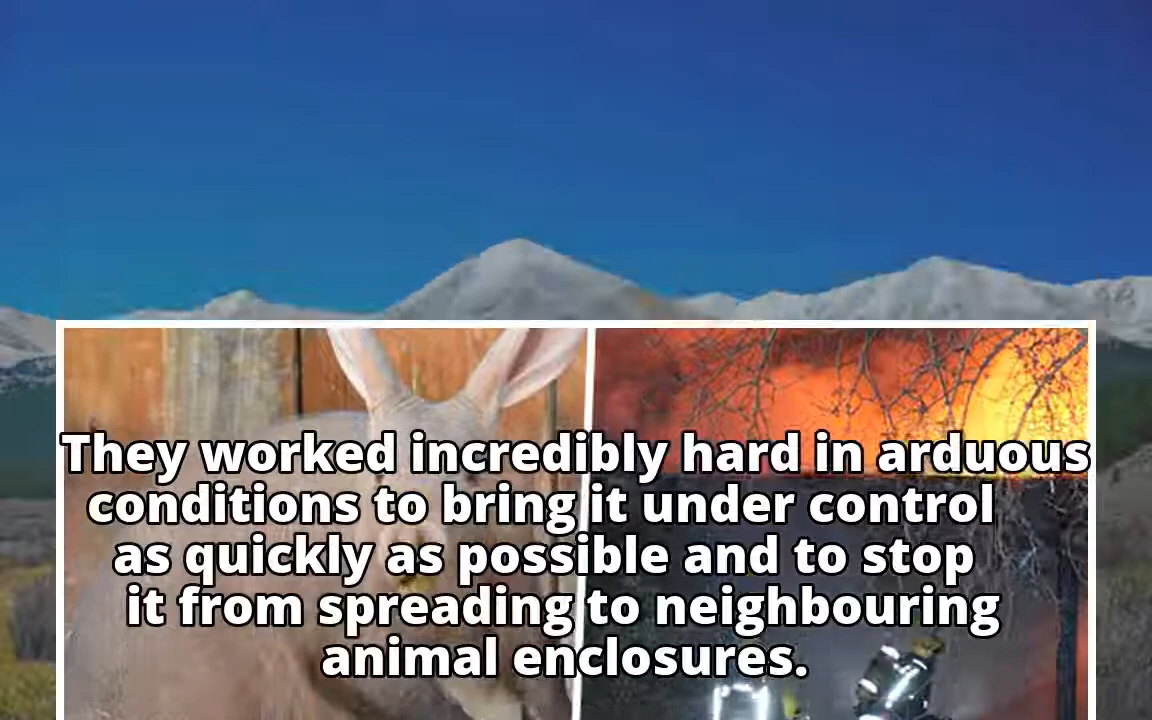 They worked incredibly hard in arduous
conditions to bring it under control
as quickly as possible and to stop
it from spreading to neighbouring
animal enclosures.